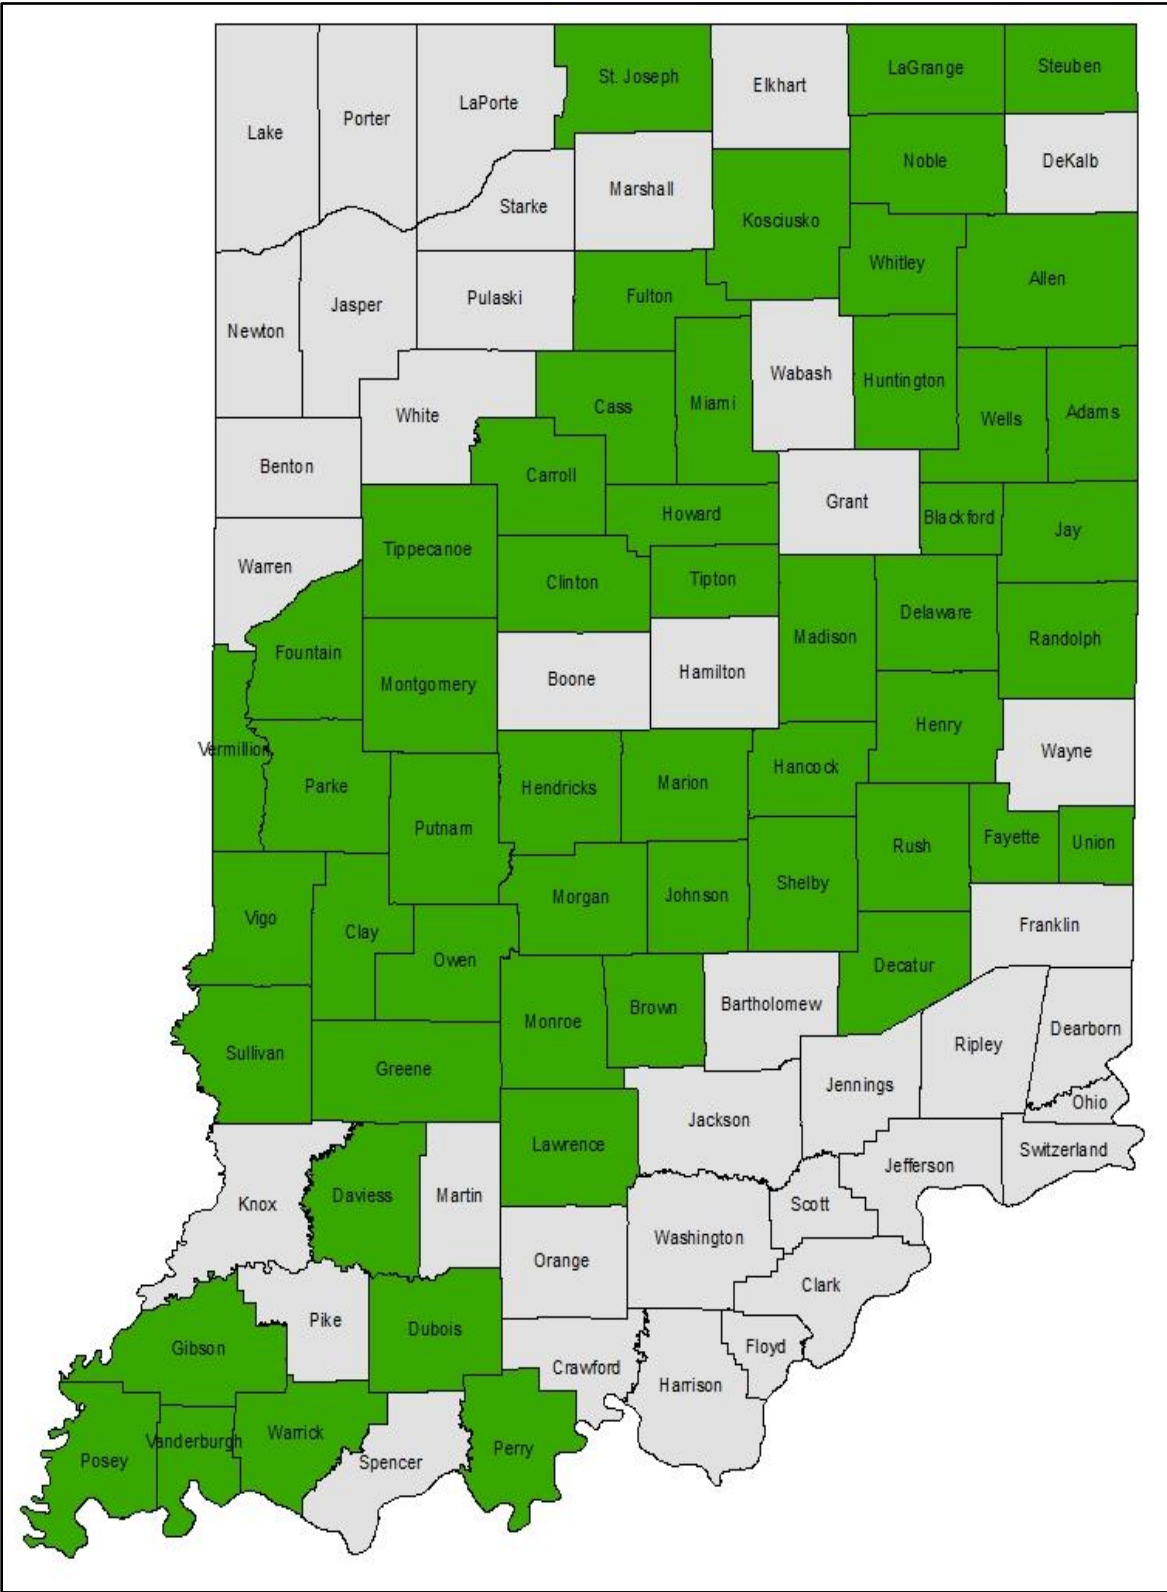 St. Joseph
LaGrange
Steuben
Elkhart
LaPorte
Porter
Lake
Noble
DeKalb
Marshall
Starke
Kosciusko
Whitley
Allen
Fulton
Pulaski
Jasper
Newton
Wabash
Huntington
Miami
Cass
White
Adams
Wells
Benton
Carroll
Grant
Howard
Blackford
Jay
Tippecanoe
Warren
Clinton
Tipton
Delaware
Madison
Randolph
Fountain
Montgomery
Boone
Hamilton
Henry
Vermillion
Wayne
Hancock
Marion
Hendricks
Parke
Putnam
Fayette
Union
Rush
Shelby
Johnson
Morgan
Vigo
Clay
Franklin
Owen
Decatur
Bartholomew
Brown
Monroe
Dearborn
Ripley
Sullivan
Greene
Jennings
Ohio
Jackson
Lawrence
Switzerland
Jefferson
Daviess
Martin
Knox
Scott
Washington
Orange
Clark
Pike
Dubois
Gibson
Floyd
Crawford
Harrison
Warrick
Vanderburgh
Perry
Posey
Spencer